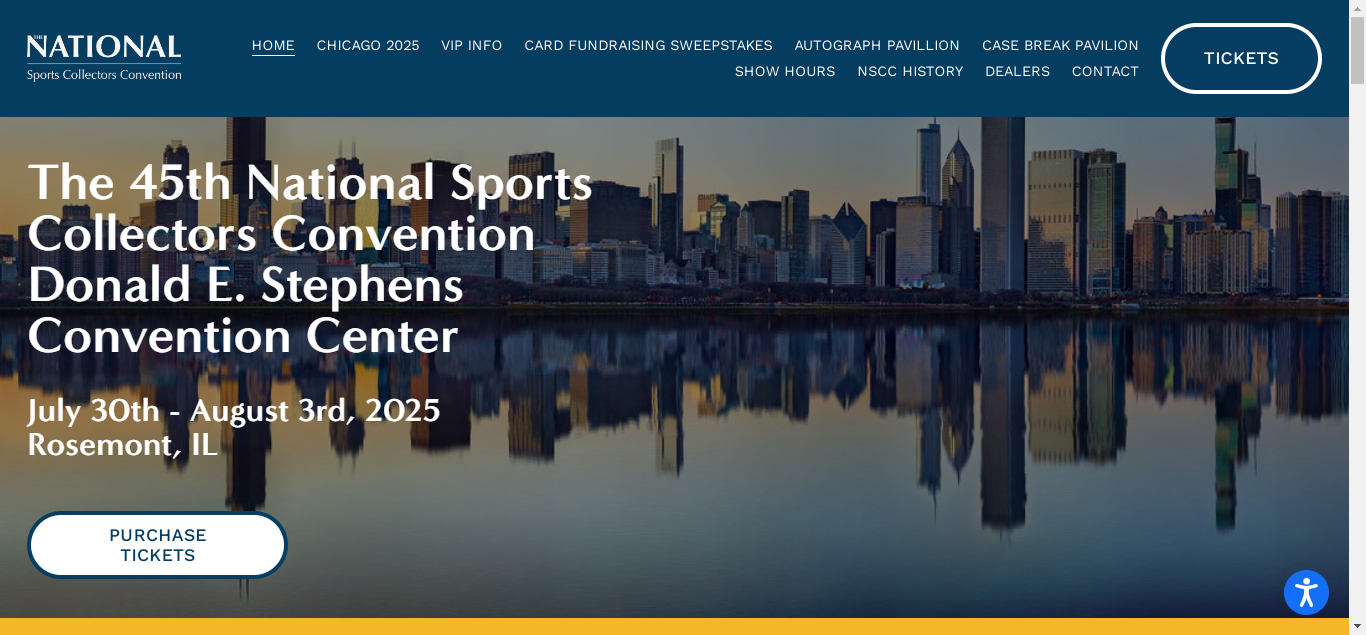 THE
NATIONAL
Sports Collectors Convention
HOME CHICAGO 2025 VIP INFO CARD FUNDRAISING SWEEPSTAKES AUTOGRAPH PAVILLION CASE BREAK PAVILION
SHOW HOURS NSCC HISTORY DEALERS CONTACT
TICKETS
The 45th National Sports
Collectors Convention
Donald E. Stephens
Convention Center
July 30th - August 3rd, 2025
Rosemont, IL
PURCHASE
TICKETS